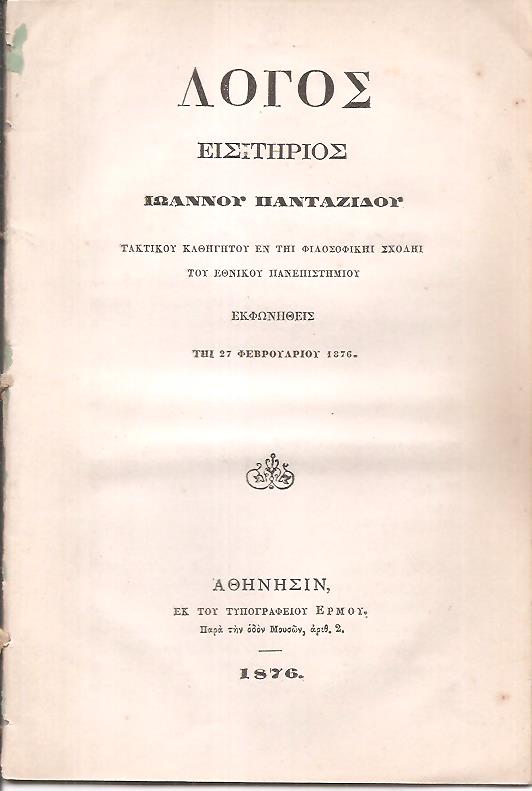 ΛΟΓΟΣ
ΕΙΣΙΤΗΡΙΟΣ
ΙΩΑΝΝΟΥ ΠΑΝΤΑΖΙΔΟΥ
ΤΑΚΤΙΚΟΥ ΚΑΘΗΓΗΤΟΥ ΕΝ ΤΗΙ ΦΙΛΟΣΟΦΙΚΗΙ ΣΧΟΛΗΙ
ΤΟΥ ΕΘΝΙΚΟΥ ΠΑΝΕΠΙΣΤΗΜΙΟΥ
ΕΚΦΩΝΗΘΕΙΣ
ΤΗΙ 27 ΦΕΒΡΟΥΑΡΙΟΥ 1876.
ΑΘΗΝΗΣΙΝ,
ΕΚ ΤΟΥ ΤΥΠΟΓΡΑΦΕΙΟΥ ΕΡΜΟΥ.
Παρὰ τὴν ὁδὸν Μουσῶν, ἀριθ. 2.
1876.